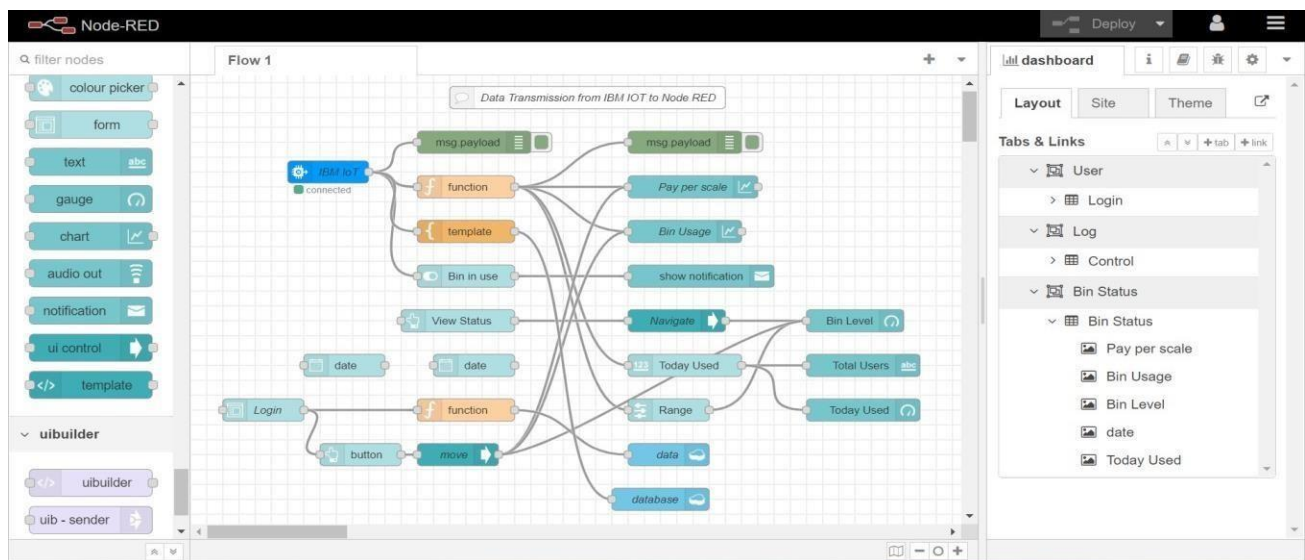 Node-RED
Deploy
filter nodes
colour picker
form
text
abc
gauge
chart
audio out
notification
ui control
</> template
uibuilder
</> uibuilder
uib - sender
Flow 1
Data Transmission from IBM IOT to Node RED
msg.payload
msg.payload
IBM IoT
connected
f function
Pay per scale
{ template
Bin Usage
Bin in use
show notification
View Status
Navigate
Bin Level
date
date
123 Today Used
Total Users abc
Login
f function
Range
Today Used
button
move
data
database
dashboard
i
Layout
Site
Theme
Tabs & Links
+ tab
+ link
User
Login
Log
Control
Bin Status
Bin Status
Pay per scale
Bin Usage
Bin Level
date
Today Used